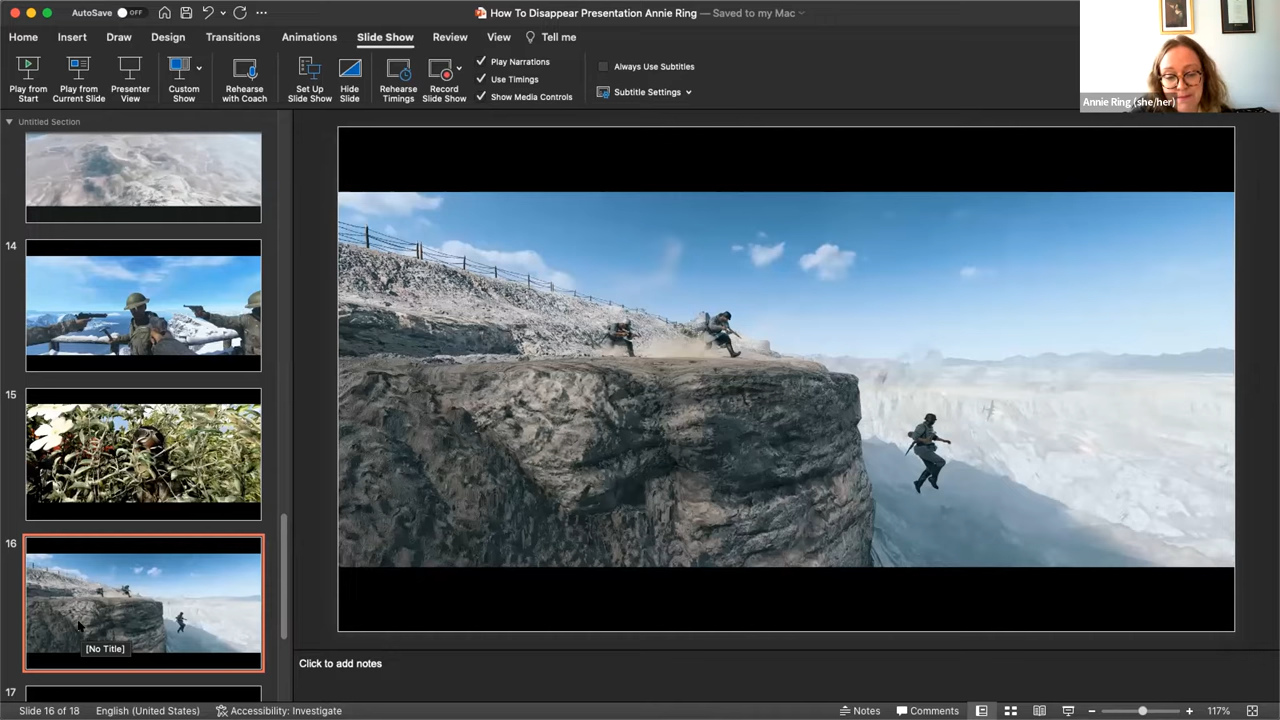 AutoSave OFF
How To Disappear Presentation Annie Ring — Saved to my Mac
Home Insert Draw Design Transitions Animations Slide Show Review View Tell me
Play from Start
Play from Current Slide
Presenter View
Custom Show
Rehearse with Coach
Set Up Slide Show
Hide Slide
Rehearse Timings
Record Slide Show
Play Narrations
Use Timings
Show Media Controls
Always Use Subtitles
Subtitle Settings
Annie Ring (she/her)
Untitled Section
14
15
16
[No Title]
17
Click to add notes
Slide 16 of 18 English (United States) Accessibility: Investigate Notes Comments 117%